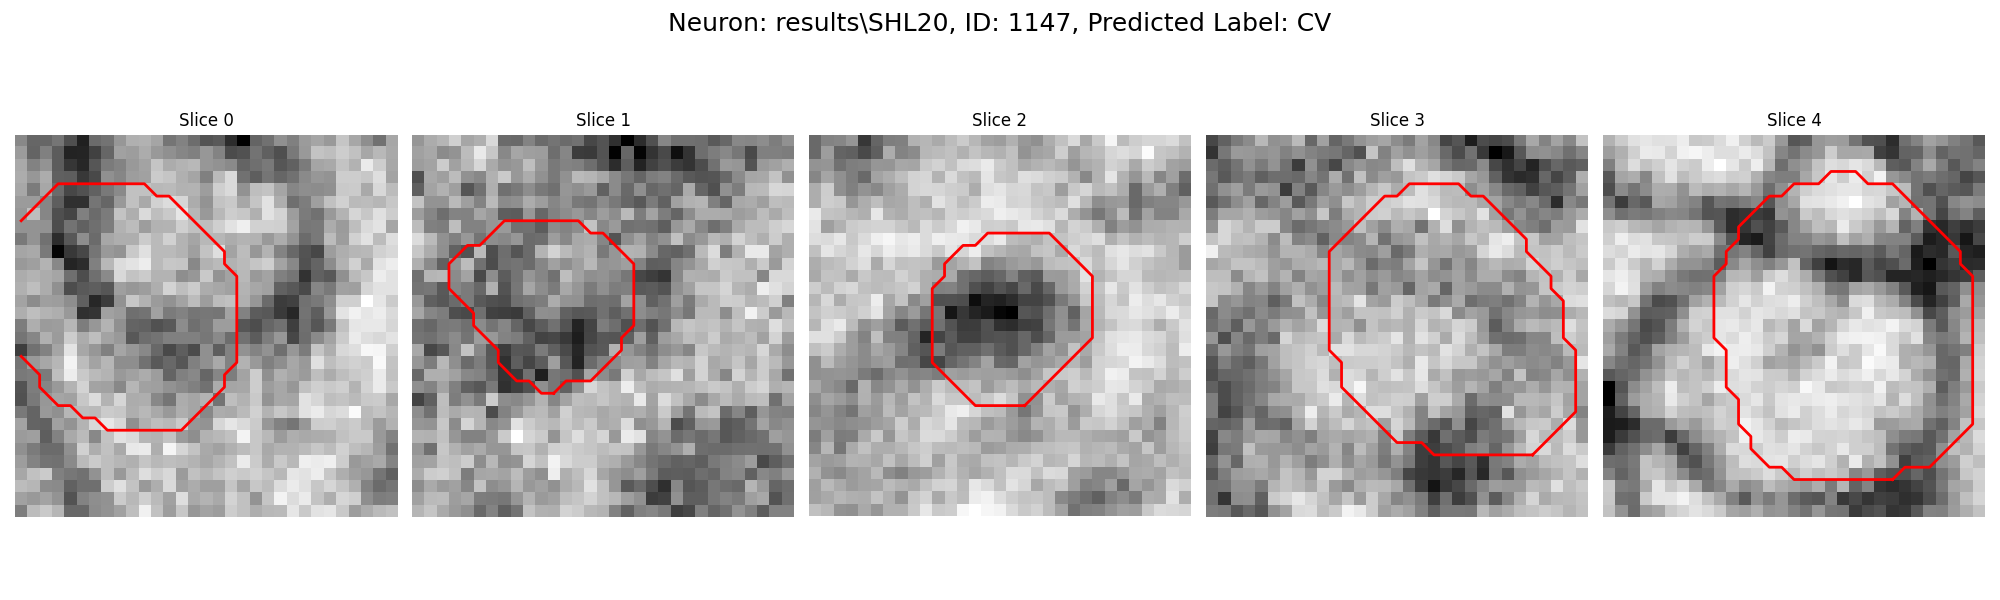 Neuron: results\SHL20, ID: 1147, Predicted Label: CV
Slice 0
Slice 1
Slice 2
Slice 3
Slice 4